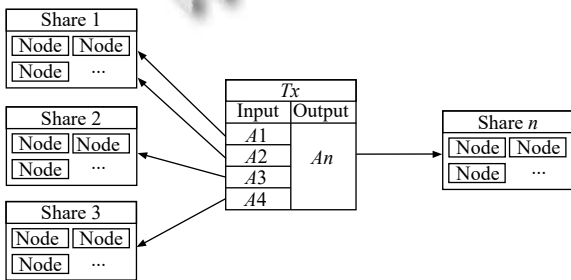 Share 1
Node Node
Node ...
Share 2
Node Node
Node ...
Share 3
Node Node
Node ...
Tx
Input Output
A1
A2
A3
A4
An
Share n
Node Node
Node ...